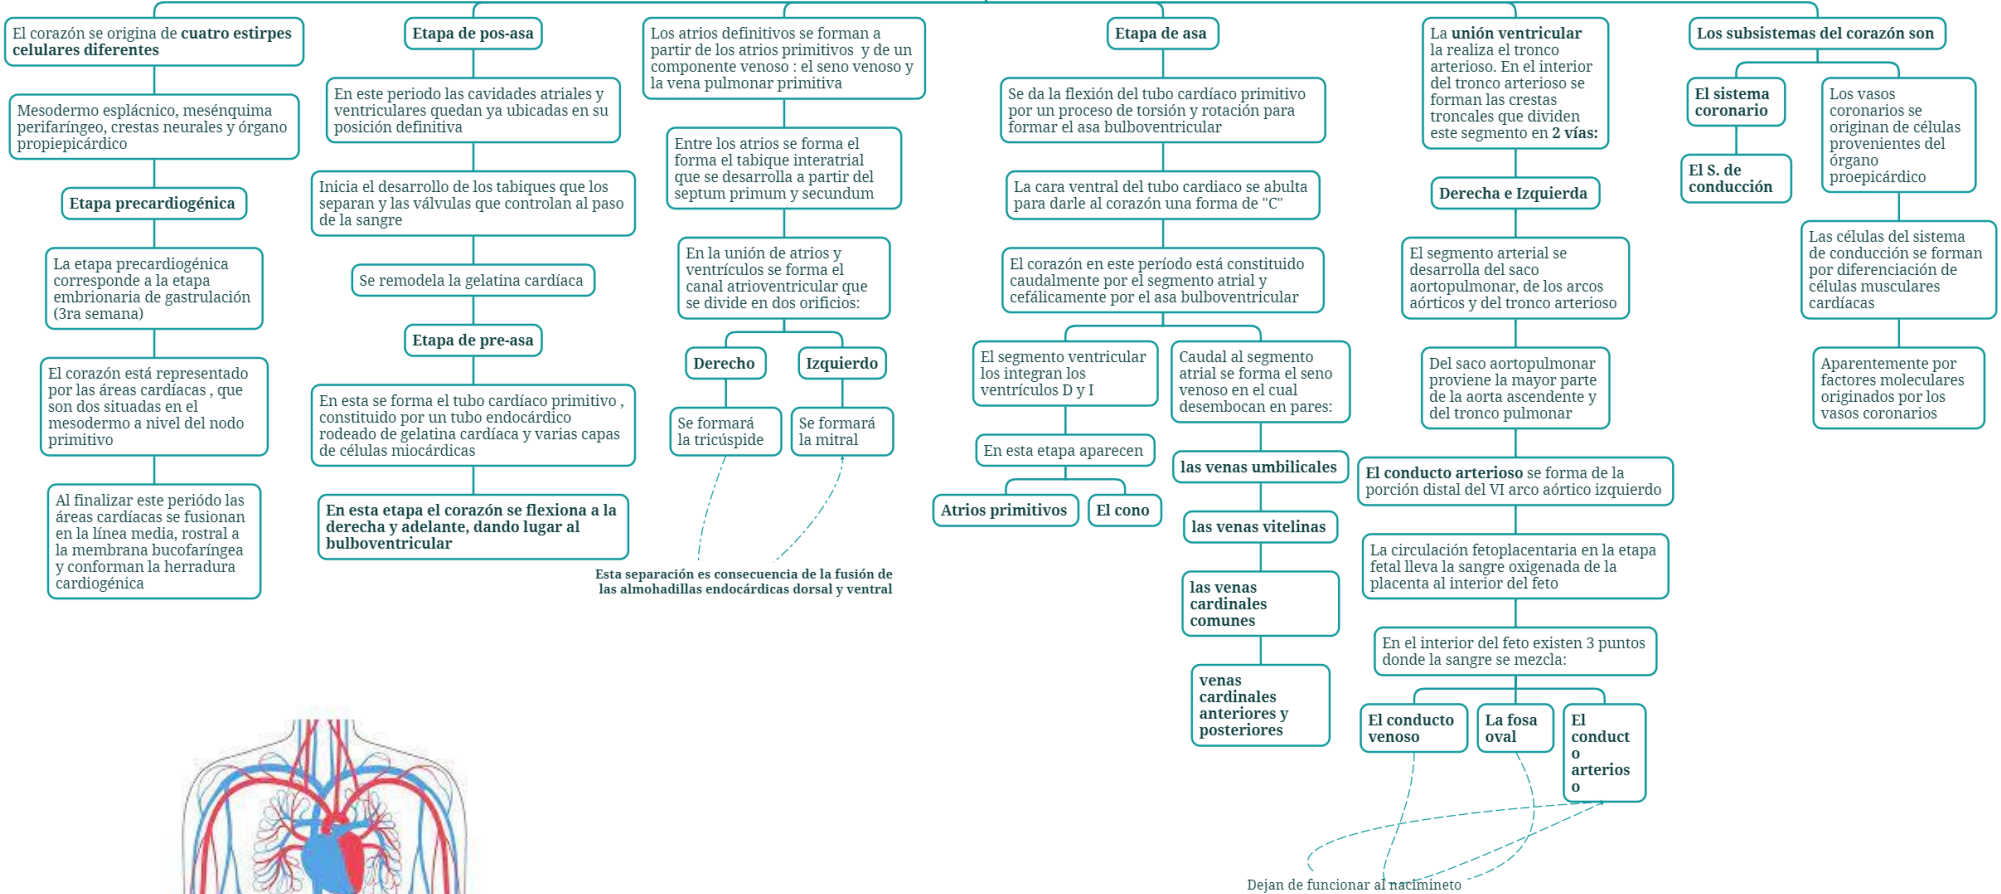 El corazón se origina de cuatro estirpes
celulares diferentes
Mesodermo esplácnico, mesénquima
perifaríngeo, crestas neurales y órgano
propiepicárdico
Etapa precardiogénica
La etapa precardiogénica
corresponde a la etapa
embrionaria de gastrulación
(3ra semana)
El corazón está representado
por las áreas cardíacas , que
son dos situadas en el
mesodermo a nivel del nodo
primitivo
Al finalizar este periódo las
áreas cardíacas se fusionan
en la línea media, rostral a
la membrana bucofaríngea
y conforman la herradura
cardiogénica
Etapa de pos-asa
En este periodo las cavidades atriales y
ventriculares quedan ya ubicadas en su
posición definitiva
Inicia el desarrollo de los tabiques que los
separan y las válvulas que controlan al paso
de la sangre
Se remodela la gelatina cardíaca
Etapa de pre-asa
En esta se forma el tubo cardíaco primitivo ,
constituido por un tubo endocárdico
rodeado de gelatina cardíaca y varias capas
de células miocárdicas
En esta etapa el corazón se flexiona a la
derecha y adelante, dando lugar al
bulboventricular
Los atrios definitivos se forman a
partir de los atrios primitivos y de un
componente venoso : el seno venoso y
la vena pulmonar primitiva
Entre los atrios se forma el
forma el tabique interatrial
que se desarrolla a partir del
septum primum y secundum
En la unión de atrios y
ventrículos se forma el
canal atrioventricular que
se divide en dos orificios:
Derecho
Se formará
la tricúspide
Izquierdo
Se formará
la mitral
Esta separación es consecuencia de la fusión de
las almohadillas endocárdicas dorsal y ventral
Etapa de asa
Se da la flexión del tubo cardíaco primitivo
por un proceso de torsión y rotación para
formar el asa bulboventricular
La cara ventral del tubo cardiaco se abulta
para darle al corazón una forma de "C"
El corazón en este período está constituido
caudalmente por el segmento atrial y
cefálicamente por el asa bulboventricular
El segmento ventricular
los integran los
ventrículos D y I
En esta etapa aparecen
Atrios primitivos
El cono
Caudal al segmento
atrial se forma el seno
venoso en el cual
desembocan en pares:
las venas umbilicales
las venas vitelinas
las venas
cardinales
comunes
venas
cardinales
anteriores y
posteriores
La unión ventricular
la realiza el tronco
arterioso. En el interior
del tronco arterioso se
forman las crestas
troncales que dividen
este segmento en 2 vías:
Derecha e Izquierda
El segmento arterial se
desarrolla del saco
aortopulmonar, de los arcos
aórticos y del tronco arterioso
Del saco aortopulmonar
proviene la mayor parte
de la aorta ascendente y
del tronco pulmonar
El conducto arterioso se forma de la
porción distal del VI arco aórtico izquierdo
La circulación fetoplacentaria en la etapa
fetal lleva la sangre oxigenada de la
placenta al interior del feto
En el interior del feto existen 3 puntos
donde la sangre se mezcla:
El conducto
venoso
La fosa
oval
El
conduct
o
arterios
o
Dejan de funcionar al nacimineto
Los subsistemas del corazón son
El sistema
coronario
El S. de
conducción
Los vasos
coronarios se
originan de células
provenientes del
órgano
proepicárdico
Las células del sistema
de conducción se forman
por diferenciación de
células musculares
cardíacas
Aparentemente por
factores moleculares
originados por los
vasos coronarios